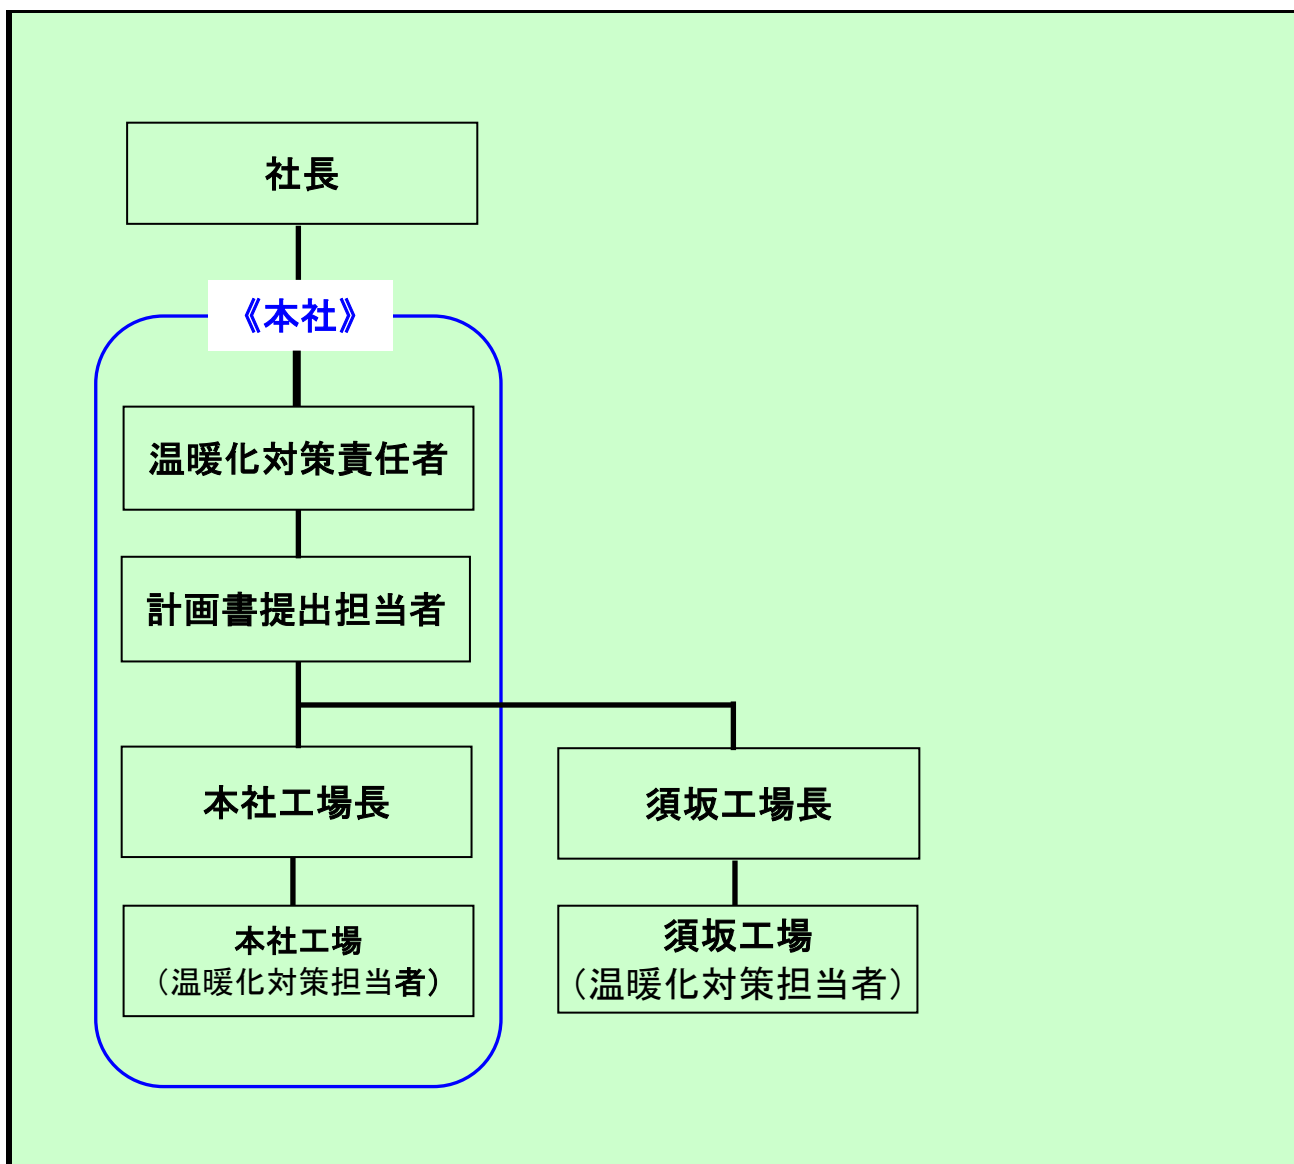 社長
《本社》
温暖化対策責任者
計画書提出担当者
本社工場長
須坂工場長
本社工場
（温暖化対策担当者）
須坂工場
（温暖化対策担当者）